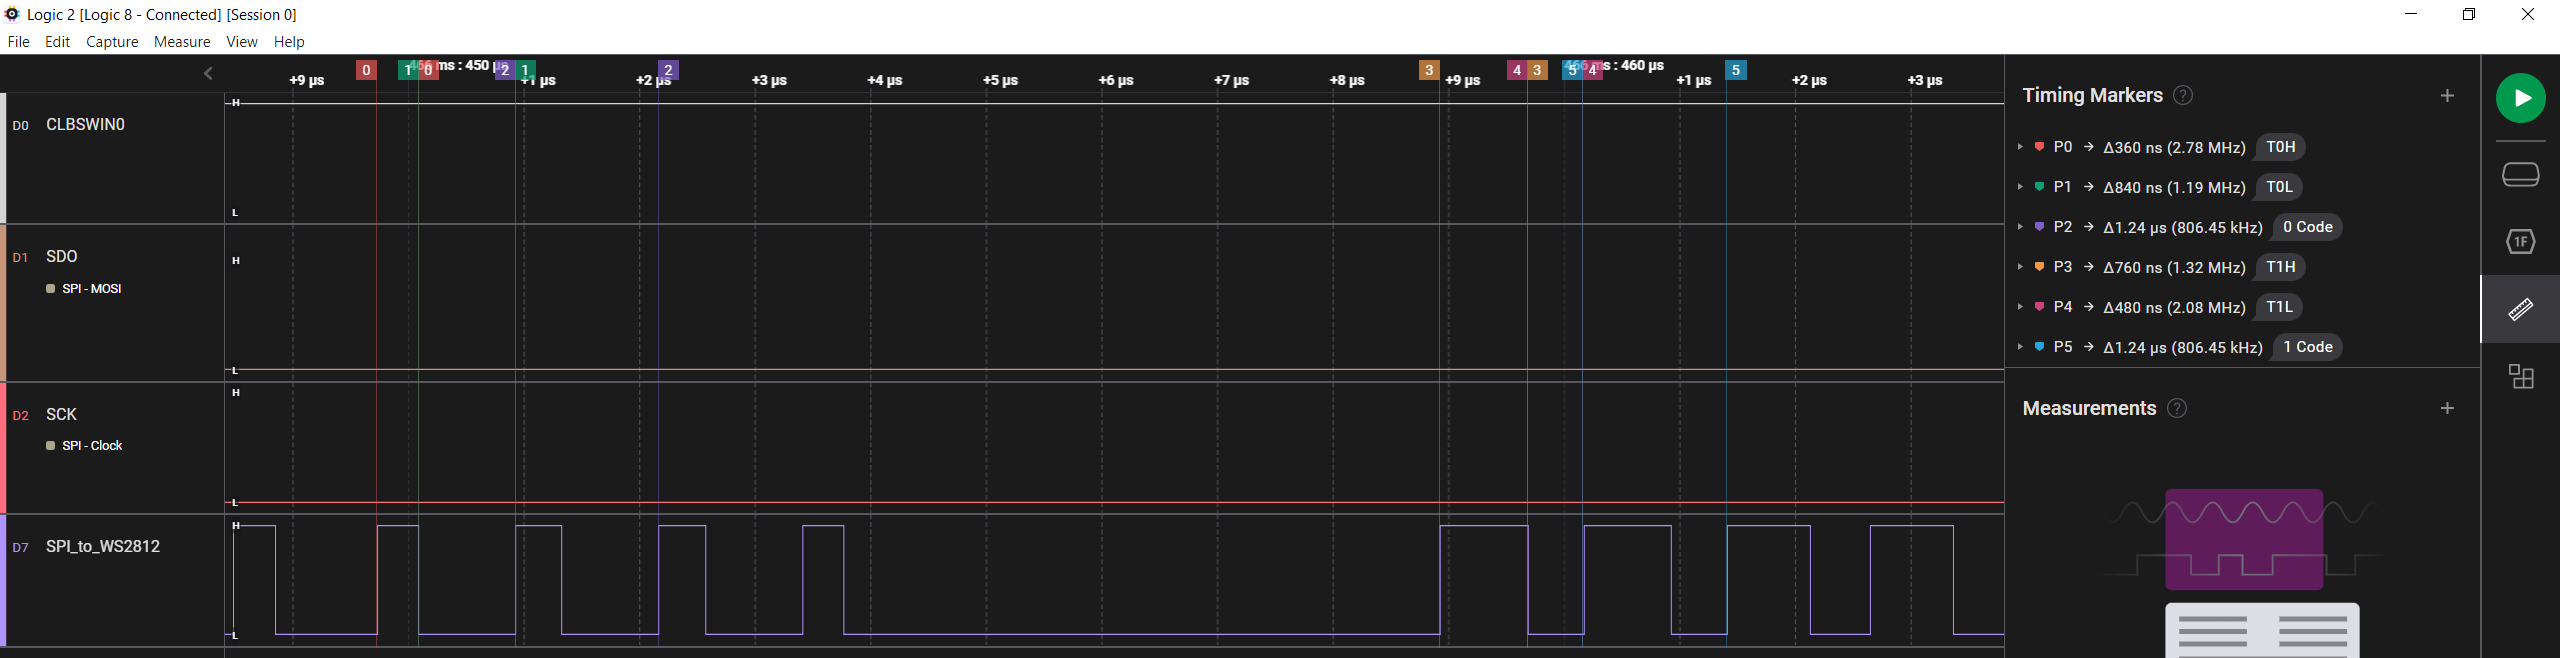 Logic 2 [Logic 8 - Connected] [Session 0]
File Edit Capture Measure View Help
ms : 450 ms : 460 µs
0 1 0 2 1 2 3 4 3 5 4 5
+9 µs +1 µs +2 µs +3 µs +4 µs +5 µs +6 µs +7 µs +8 µs +9 µs +1 µs +2 µs +3 µs
D0 CLBSWIN0
H
L
D1 SDO
SPI - MOSI
H
L
D2 SCK
SPI - Clock
H
L
D7 SPI_to_WS2812
H
L
Timing Markers ? +
P0 → Δ360 ns (2.78 MHz) T0H
P1 → Δ840 ns (1.19 MHz) T0L
P2 → Δ1.24 µs (806.45 kHz) 0 Code
P3 → Δ760 ns (1.32 MHz) T1H
P4 → Δ480 ns (2.08 MHz) T1L
P5 → Δ1.24 µs (806.45 kHz) 1 Code
Measurements ? +
1F